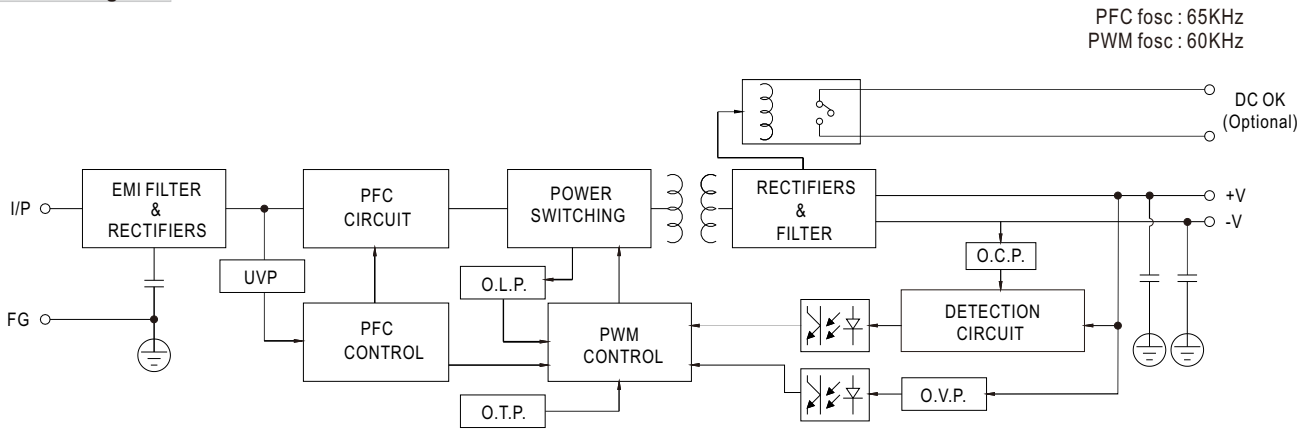 PFC fosc : 65KHz
PWM fosc : 60KHz
DC OK
(Optional)
I/P
EMI FILTER
&
RECTIFIERS
PFC
CIRCUIT
POWER
SWITCHING
RECTIFIERS
&
FILTER
+V
-V
UVP
O.L.P.
O.C.P.
FG
PFC
CONTROL
PWM
CONTROL
DETECTION
CIRCUIT
O.T.P.
O.V.P.